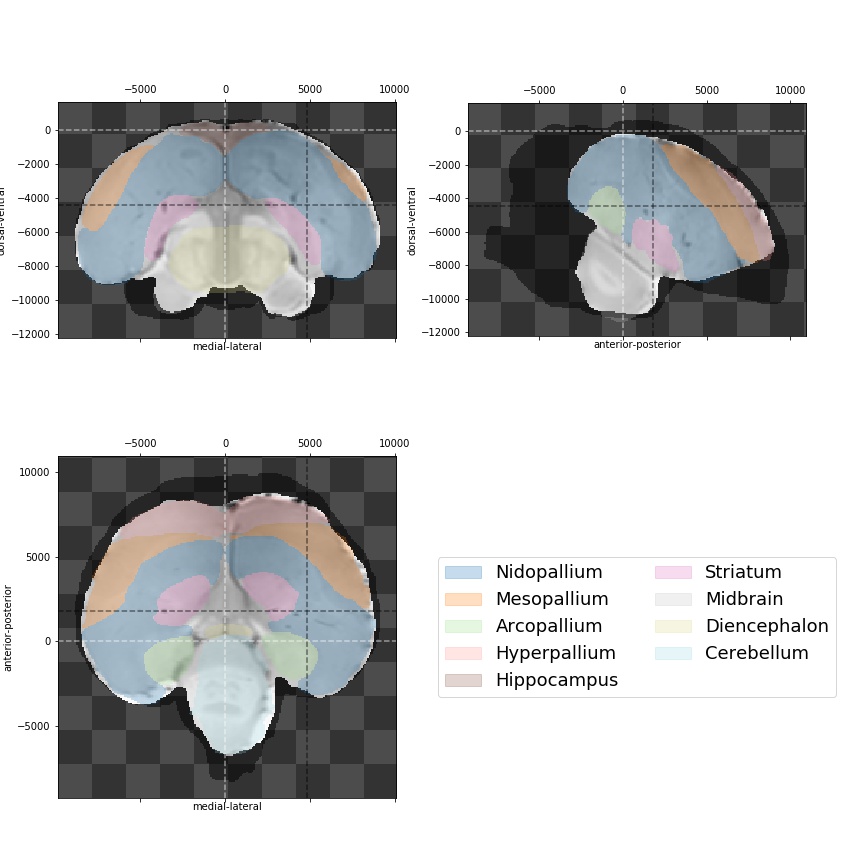 −5000 0 5000 10000
0
−2000
−4000
−6000
−8000
−10000
−12000
dorsal-ventral
medial-lateral
−5000 0 5000 10000
0
−2000
−4000
−6000
−8000
−10000
−12000
dorsal-ventral
anterior-posterior
−5000 0 5000 10000
10000
5000
0
−5000
anterior-posterior
medial-lateral
Nidopallium
Mesopallium
Arcopallium
Hyperpallium
Hippocampus
Striatum
Midbrain
Diencephalon
Cerebellum